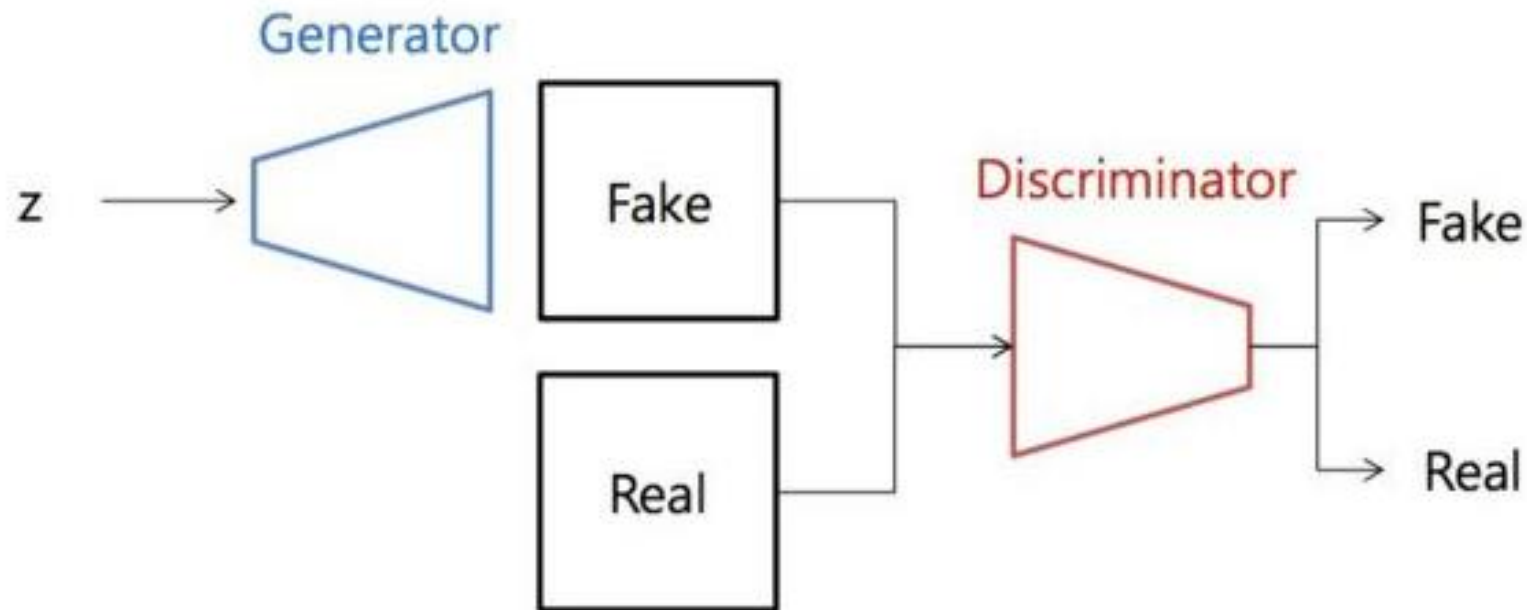 Generator
z
Fake
Discriminator
Fake
Real
Real